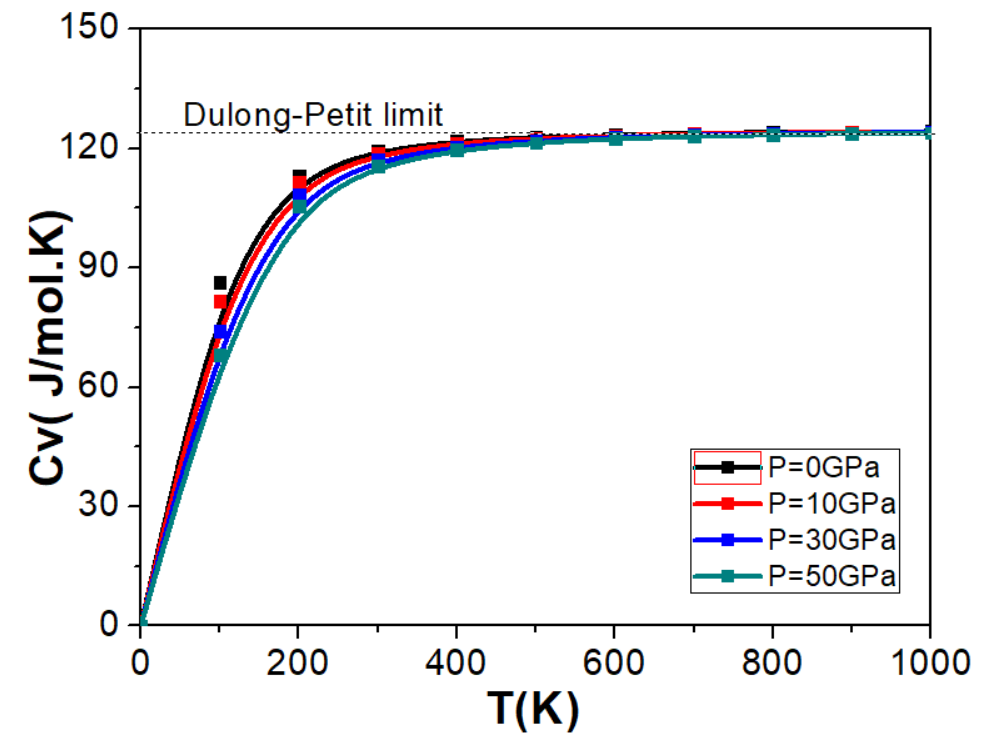 150
Dulong-Petit limit
120
90
60
30
0
Cv( J/mol.K)
P=0GPa
P=10GPa
P=30GPa
P=50GPa
0 200 400 600 800 1000
T(K)